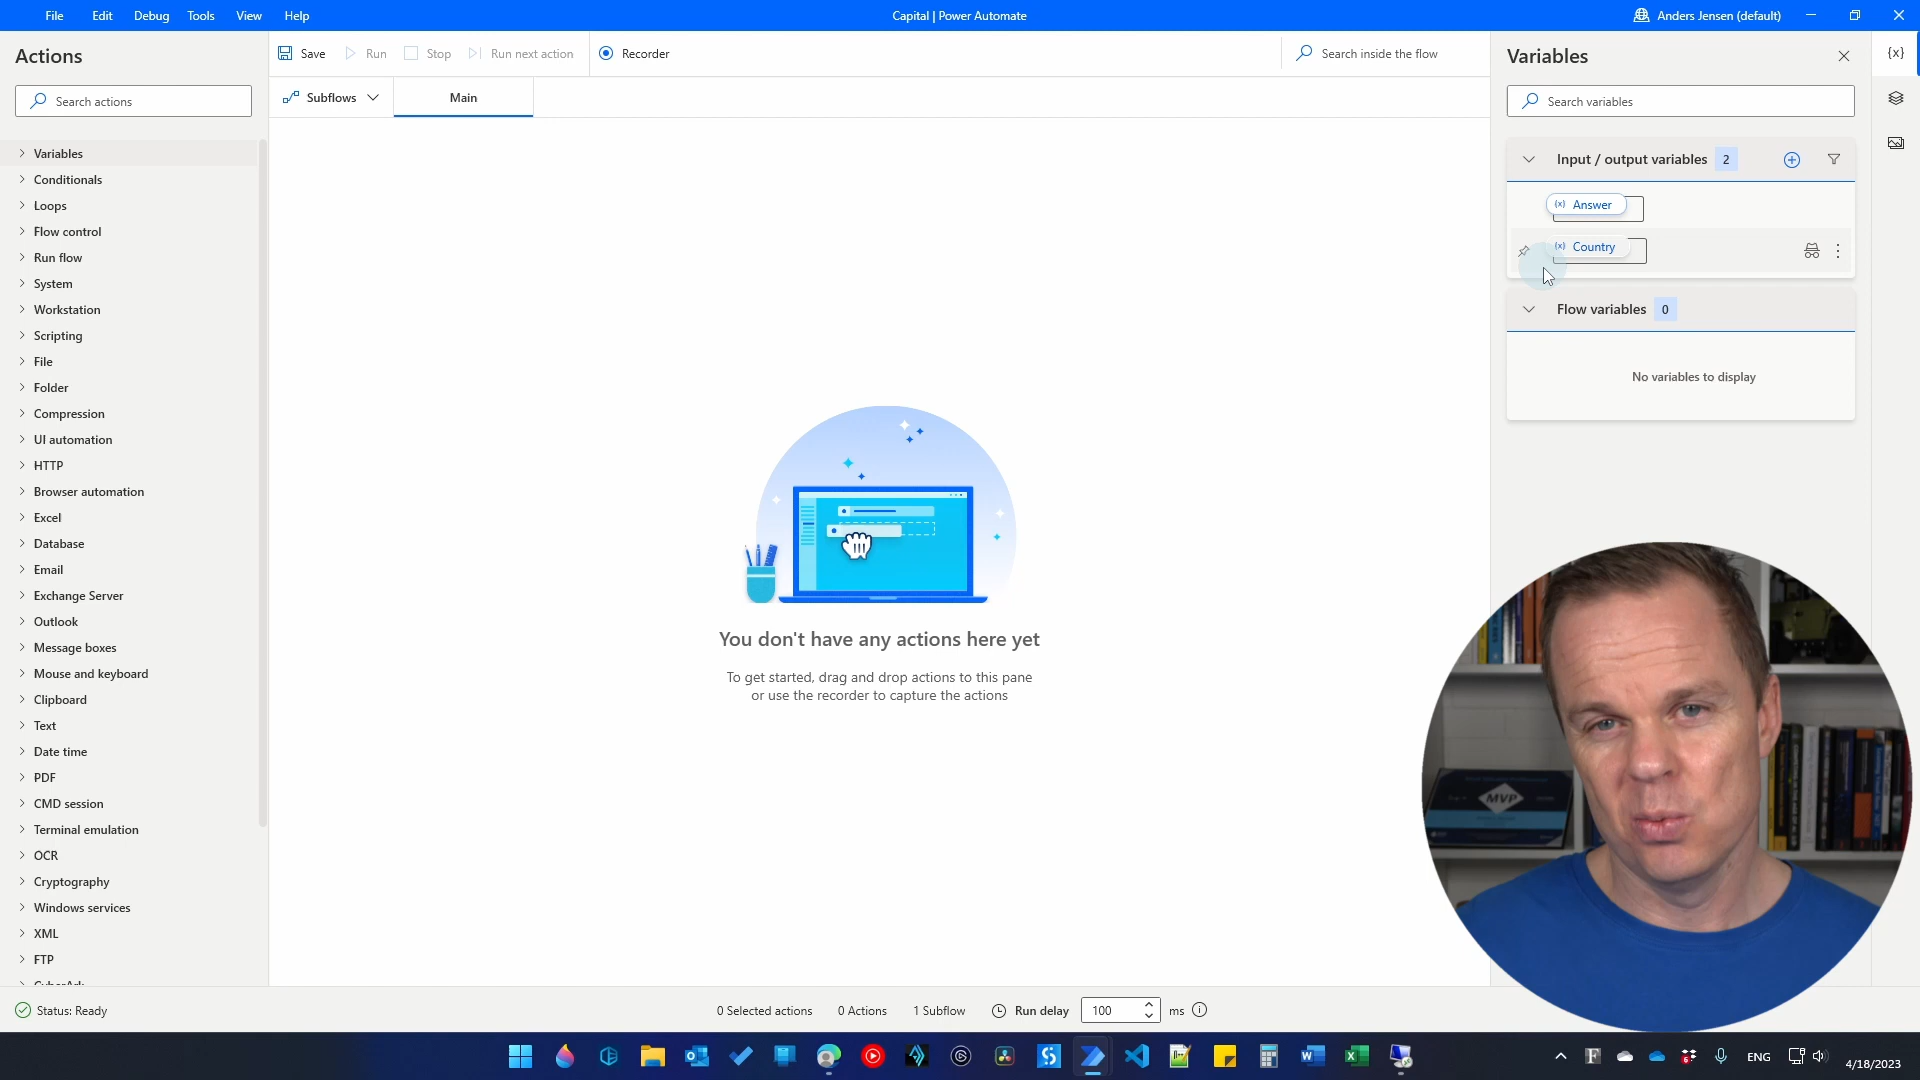 File Edit Debug Tools View Help
Capital | Power Automate
Anders Jensen (default)
Actions
Search actions
Variables
Conditionals
Loops
Flow control
Run flow
System
Workstation
Scripting
File
Folder
Compression
UI automation
HTTP
Browser automation
Excel
Database
Email
Exchange Server
Outlook
Message boxes
Mouse and keyboard
Clipboard
Text
Date time
PDF
CMD session
Terminal emulation
OCR
Cryptography
Windows services
XML
FTP
CyberArk
Save Run Stop Run next action Recorder
Search inside the flow
Subflows Main
You don't have any actions here yet
To get started, drag and drop actions to this pane
or use the recorder to capture the actions
Variables
{x}
Search variables
Input / output variables 2
(x) Answer
(x) Country
Flow variables 0
No variables to display
MVP
Status: Ready
0 Selected actions 0 Actions 1 Subflow Run delay 100 ms
ENG
4/18/2023